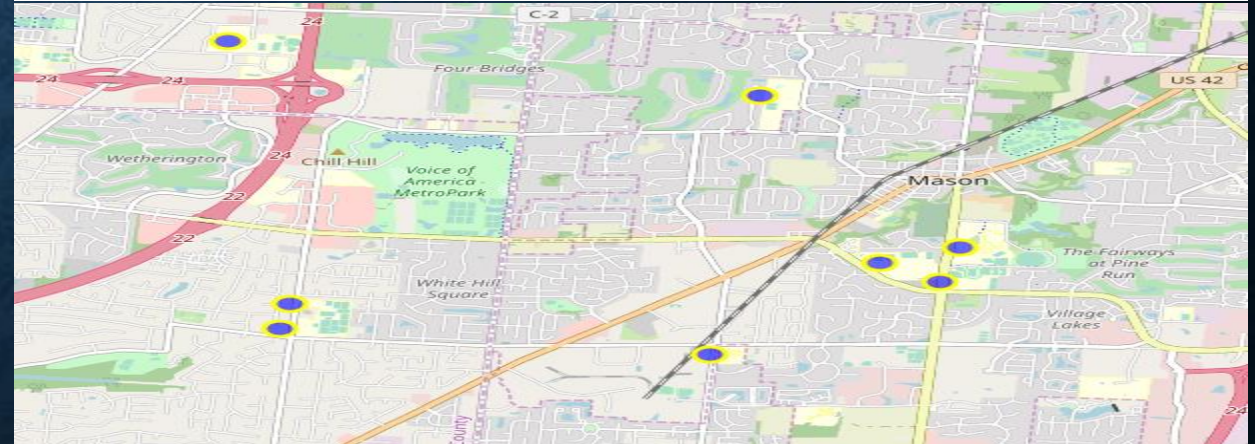 24
C-2
Four Bridges
24
24
US 42
Wetherington
24
Chill Hill
Voice of
America
MetroPark
Mason
22
22
The Fairways
at Pine
Run
White Hill
Square
Village
Lakes
County
24